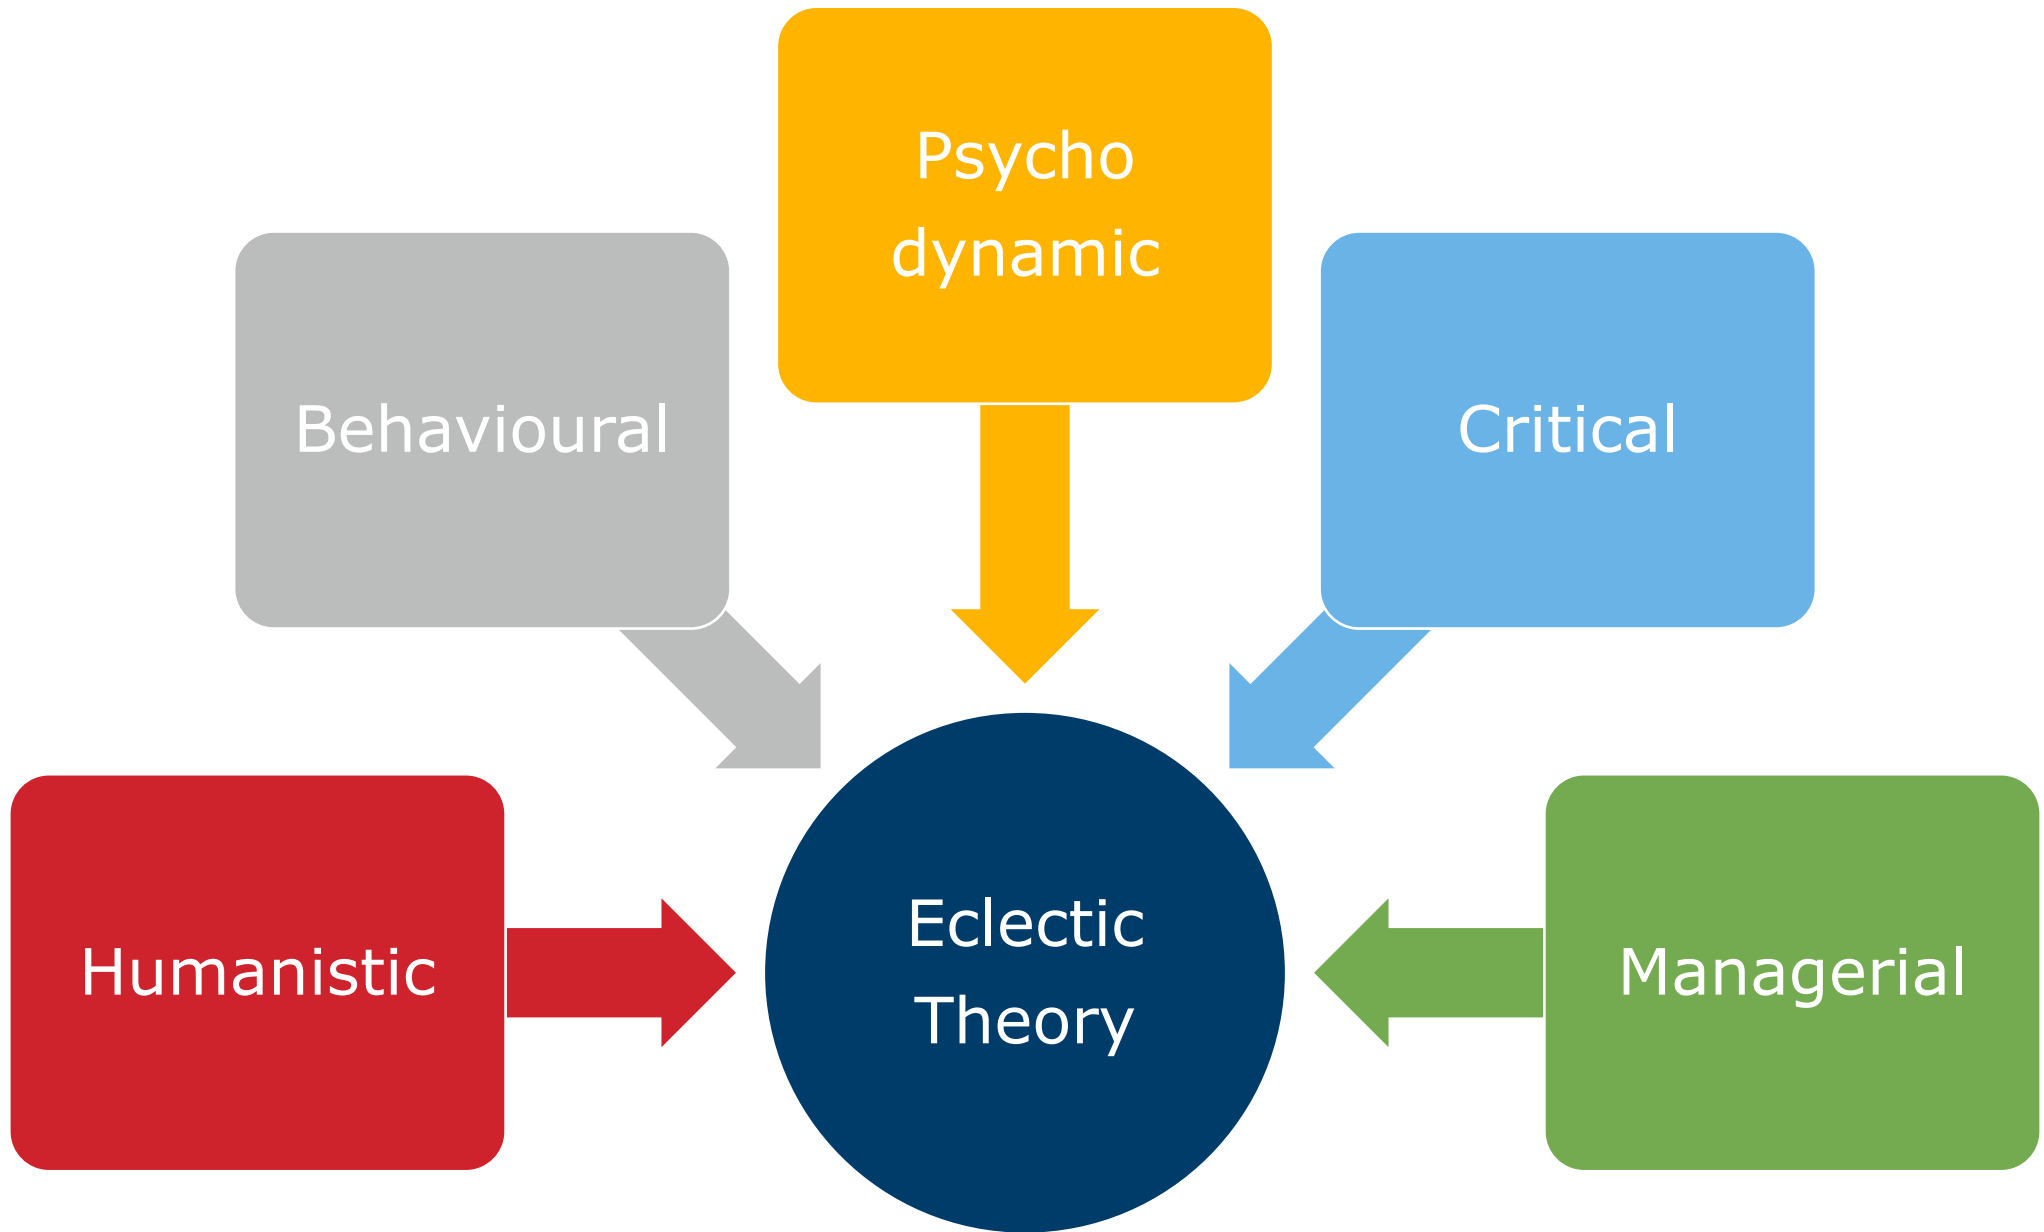 Psycho
dynamic
Behavioural
Critical
Humanistic
Eclectic
Theory
Managerial